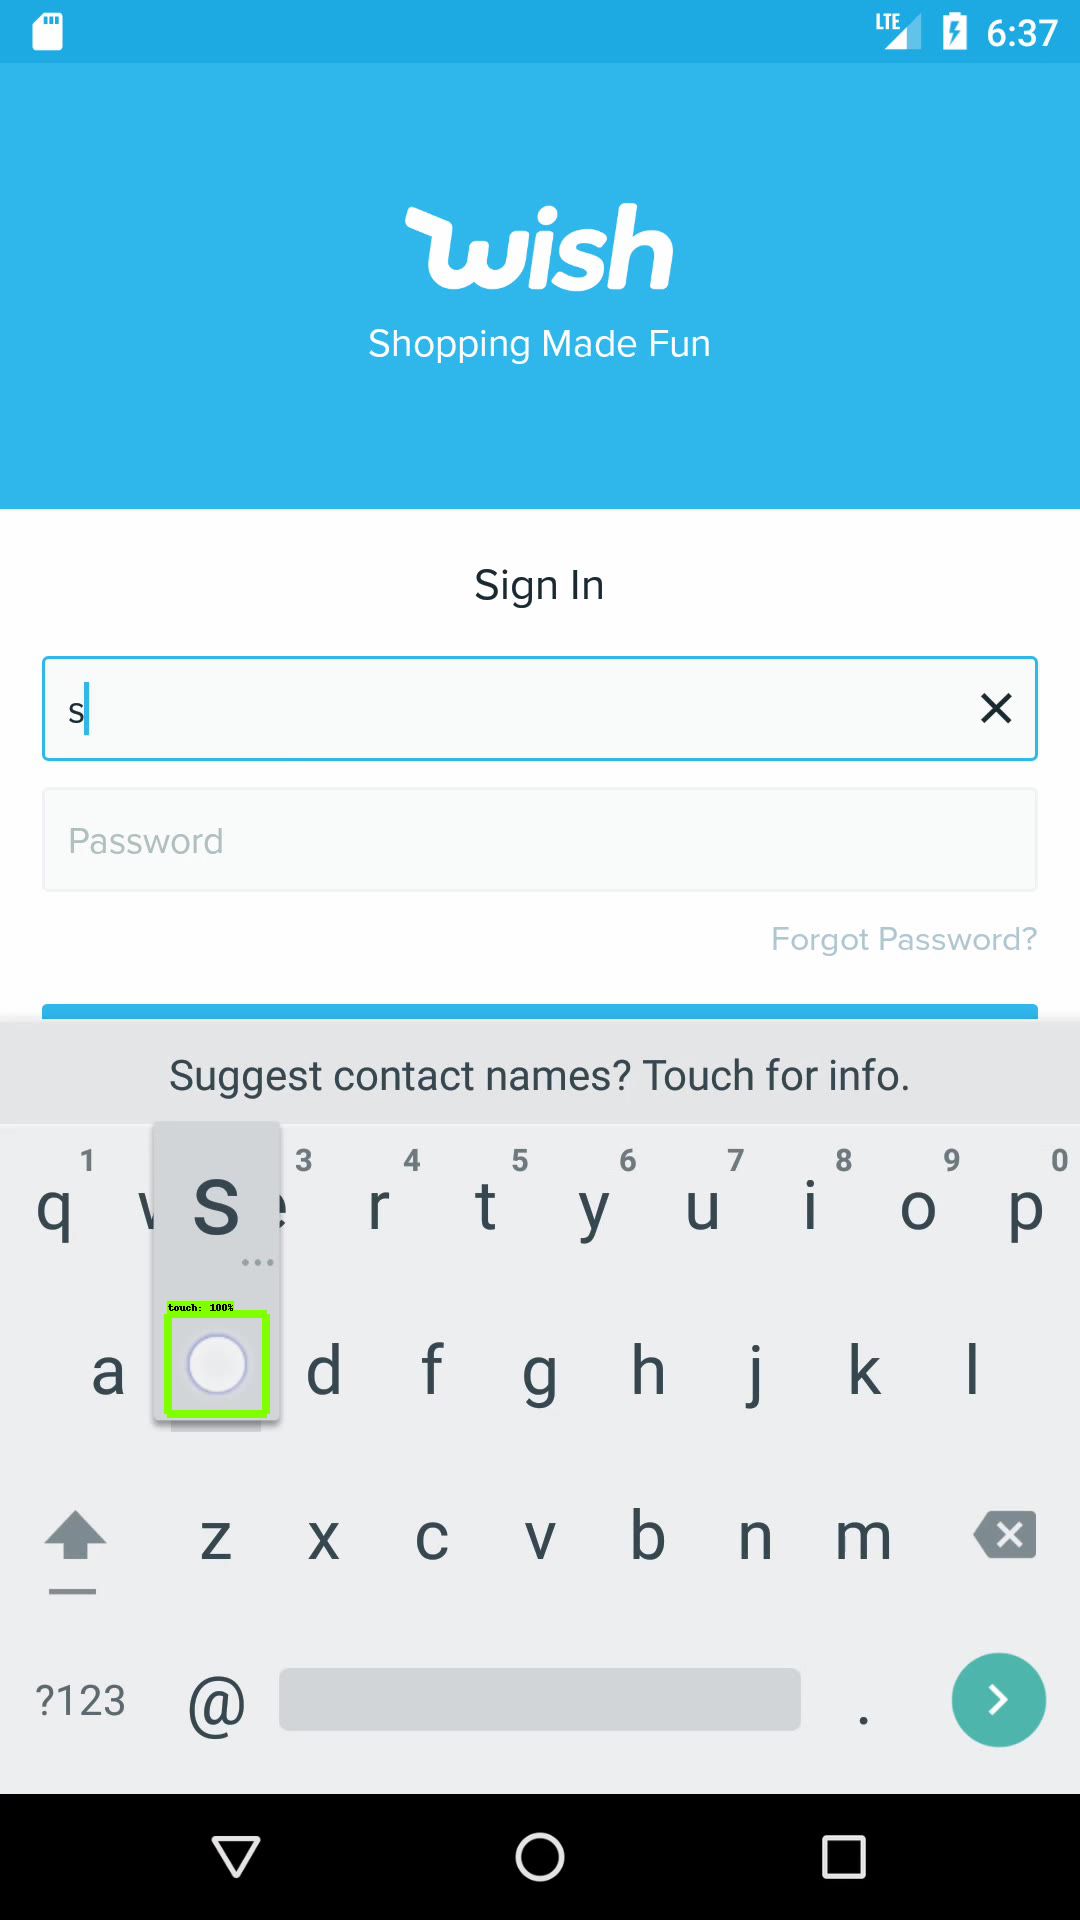 LTE 6:37
wish
Shopping Made Fun
Sign In
s
Password
Forgot Password?
Suggest contact names? Touch for info.
1 3 4 5 6 7 8 9 0
q s r t y u i o p
touch: 100%
a d f g h j k l
z x c v b n m
?123 @ .